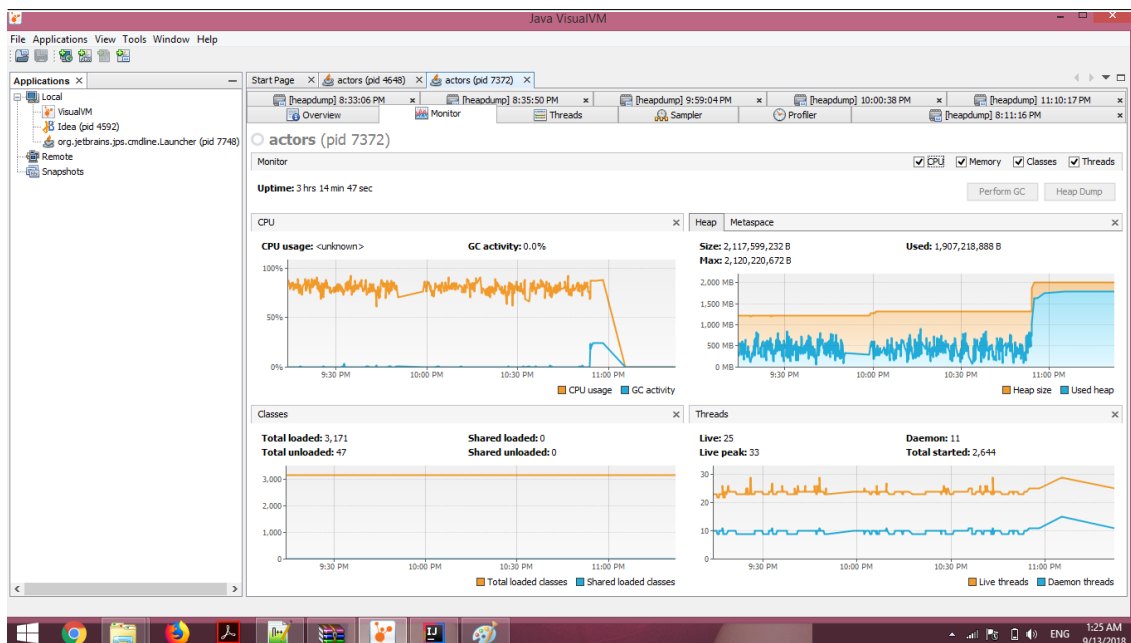 Java VisualVM
File Applications View Tools Window Help
Applications
Local
VisualVM
Idea (pid 4592)
org.jetbrains.jps.cmdline.Launcher (pid 7748)
Remote
Snapshots
Start Page actors (pid 4648) actors (pid 7372)
[heapdump] 8:33:06 PM [heapdump] 8:35:50 PM [heapdump] 9:59:04 PM [heapdump] 10:00:38 PM [heapdump] 11:10:17 PM
Overview Monitor Threads Sampler Profiler [heapdump] 8:11:16 PM
actors (pid 7372)
Monitor CPU Memory Classes Threads
Uptime: 3 hrs 14 min 47 sec
Perform GC Heap Dump
CPU
CPU usage: <unknown> GC activity: 0.0%
100%
50%
0%
9:30 PM 10:00 PM 10:30 PM 11:00 PM
CPU usage GC activity
Heap Metaspace
Size: 2,117,599,232 B Used: 1,907,218,888 B
Max: 2,120,220,672 B
2,000 MB
1,500 MB
1,000 MB
500 MB
0 MB
9:30 PM 10:00 PM 10:30 PM 11:00 PM
Heap size Used heap
Classes
Total loaded: 3,171 Shared loaded: 0
Total unloaded: 47 Shared unloaded: 0
3,000
2,000
1,000
0
9:30 PM 10:00 PM 10:30 PM 11:00 PM
Total loaded classes Shared loaded classes
Threads
Live: 25 Daemon: 11
Live peak: 33 Total started: 2,644
30
20
10
0
9:30 PM 10:00 PM 10:30 PM 11:00 PM
Live threads Daemon threads
ENG 1:25 AM
9/13/2018